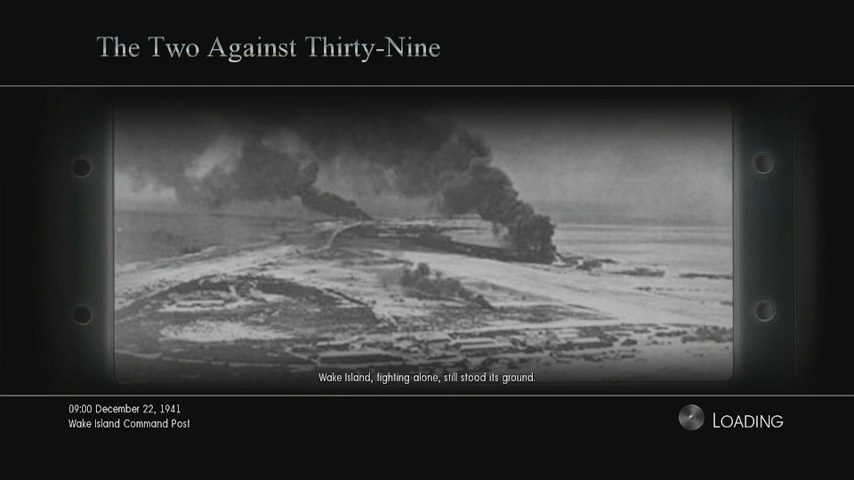 The Two Against Thirty-Nine
Wake Island, fighting alone, still stood its ground.
09:00 December 22, 1941
Wake Island Command Post
LOADING